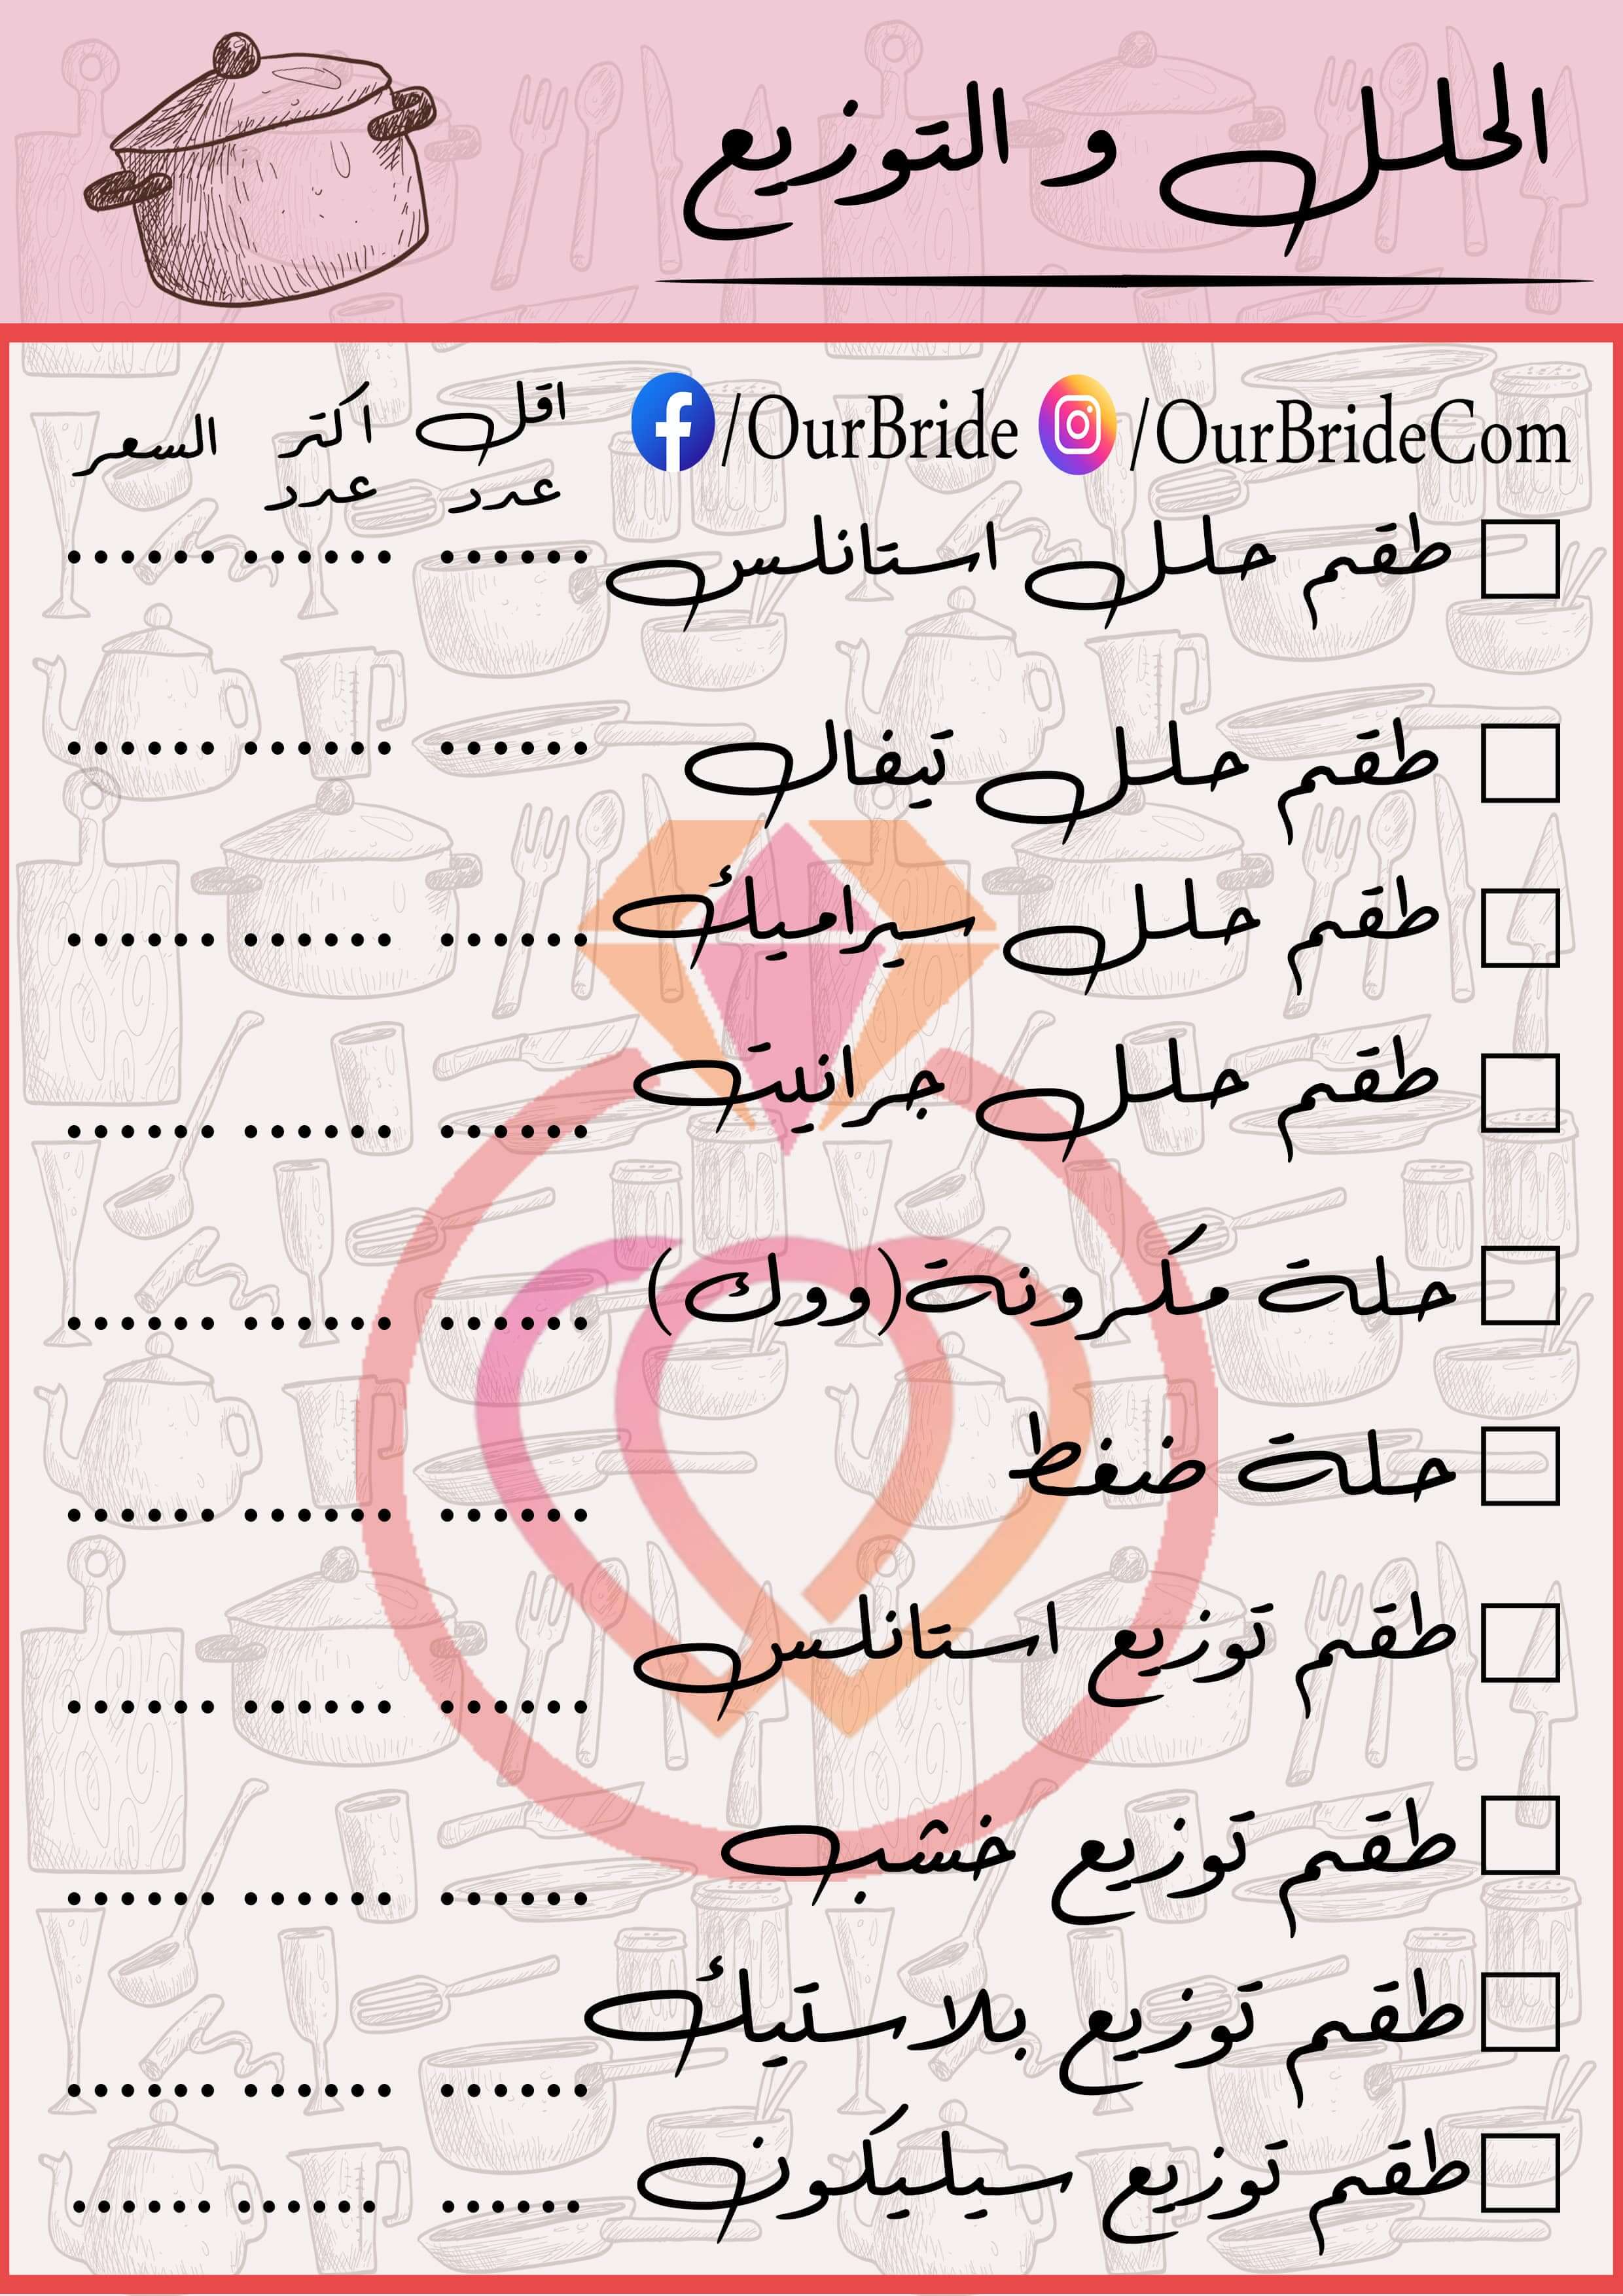 الحلل و التوزيع
/OurBrideCom /OurBride اقل اكتر السعر
عدد عدد
طقم حلل استانلس ...... ...... ......
طقم حلل تيفال ...... ...... ......
طقم حلل سيراميك ...... ...... ......
طقم حلل جرانيت ...... ...... ......
حلة مكرونة(ووك) ...... ...... ......
حلة ضغط ...... ...... ......
طقم توزيع استانلس ...... ...... ......
طقم توزيع خشب ...... ...... ......
طقم توزيع بلاستيك ...... ...... ......
طقم توزيع سيليكون ...... ...... ......